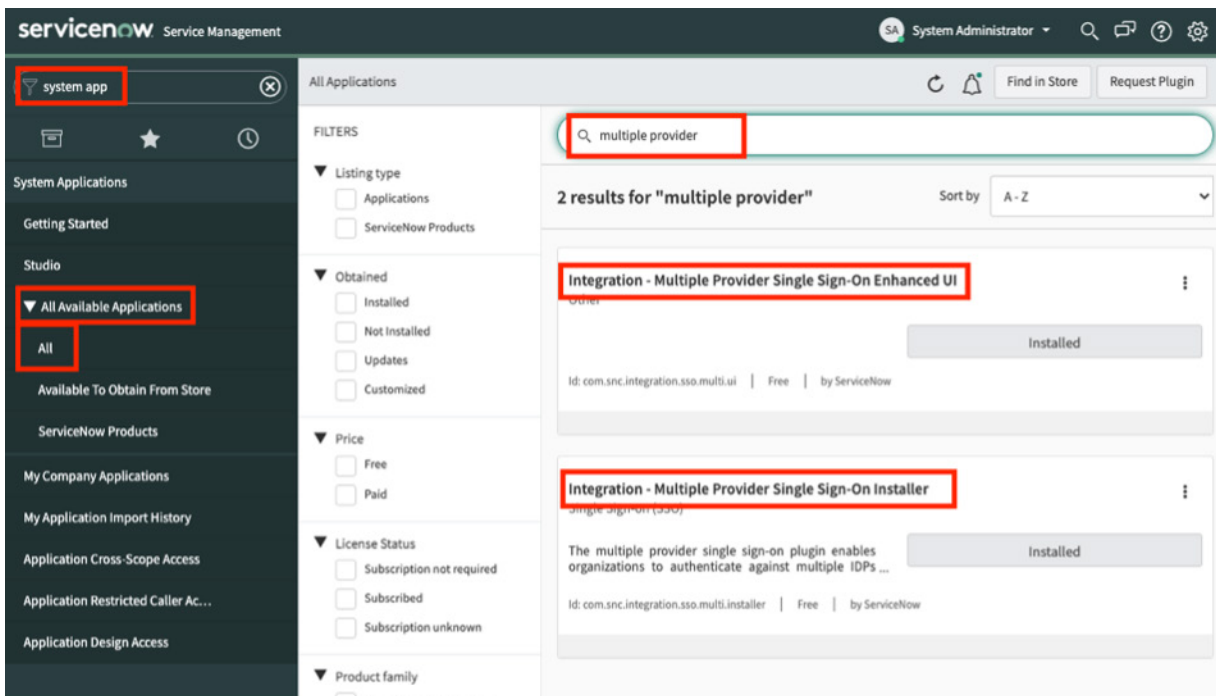 servicenow Service Management
SA System Administrator
system app
System Applications
Getting Started
Studio
All Available Applications
All
Available To Obtain From Store
ServiceNow Products
My Company Applications
My Application Import History
Application Cross-Scope Access
Application Restricted Caller Ac...
Application Design Access
All Applications
Find in Store
Request Plugin
FILTERS
Listing type
Applications
ServiceNow Products
Obtained
Installed
Not Installed
Updates
Customized
Price
Free
Paid
License Status
Subscription not required
Subscribed
Subscription unknown
Product family
multiple provider
2 results for "multiple provider"
Sort by A - Z
Integration - Multiple Provider Single Sign-On Enhanced UI
Other
Installed
Id: com.snc.integration.sso.multi.ui | Free | by ServiceNow
Integration - Multiple Provider Single Sign-On Installer
Single Sign-on (SSO)
The multiple provider single sign-on plugin enables
organizations to authenticate against multiple IDPs ...
Installed
Id: com.snc.integration.sso.multi.installer | Free | by ServiceNow